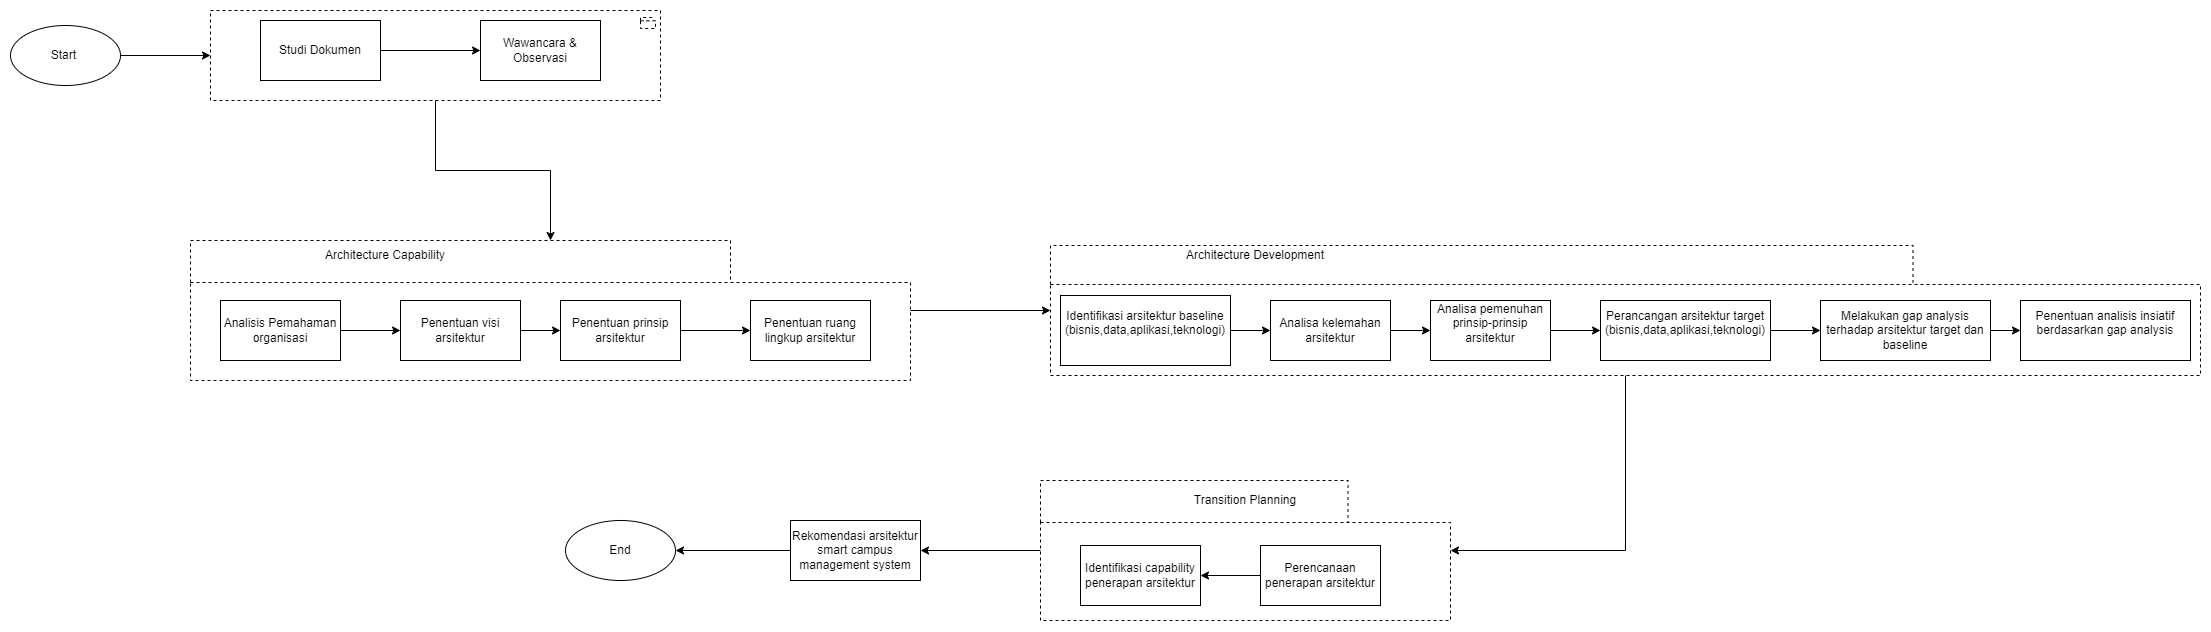 Start
Studi Dokumen
Wawancara &
Observasi
Architecture Capability
Analisis Pemahaman
organisasi
Penentuan visi
arsitektur
Penentuan prinsip
arsitektur
Penentuan ruang
lingkup arsitektur
Architecture Development
Identifikasi arsitektur baseline
(bisnis,data,aplikasi,teknologi)
Analisa kelemahan
arsitektur
Analisa pemenuhan
prinsip-prinsip
arsitektur
Perancangan arsitektur target
(bisnis,data,aplikasi,teknologi)
Melakukan gap analysis
terhadap arsitektur target dan
baseline
Penentuan analisis insiatif
berdasarkan gap analysis
Transition Planning
Perencanaan
penerapan arsitektur
Identifikasi capability
penerapan arsitektur
Rekomendasi arsitektur
smart campus
management system
End